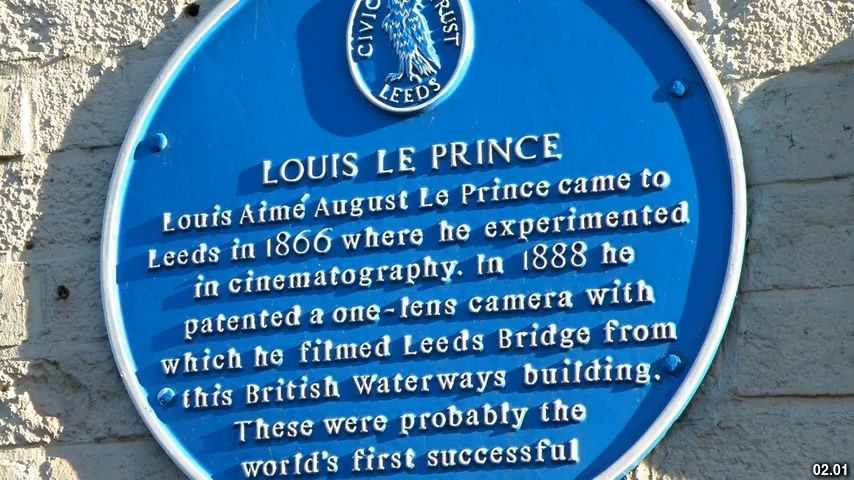 CIVIC TRUST
LEEDS
LOUIS LE PRINCE
Louis Aimé August Le Prince came to
Leeds in 1866 where he experimented
in cinematography. In 1888 he
patented a one-lens camera with
which he filmed Leeds Bridge from
this British Waterways building.
These were probably the
world's first successful
02.01